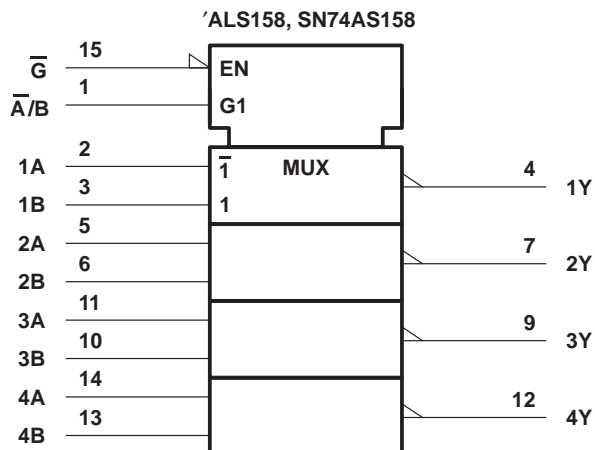 ′ALS158, SN74AS158
G̅ 15 EN
A̅/B 1 G1
1A 2 1̅ MUX 4 1Y
1B 3 1
2A 5 7 2Y
2B 6
3A 11 9 3Y
3B 10
4A 14 12 4Y
4B 13